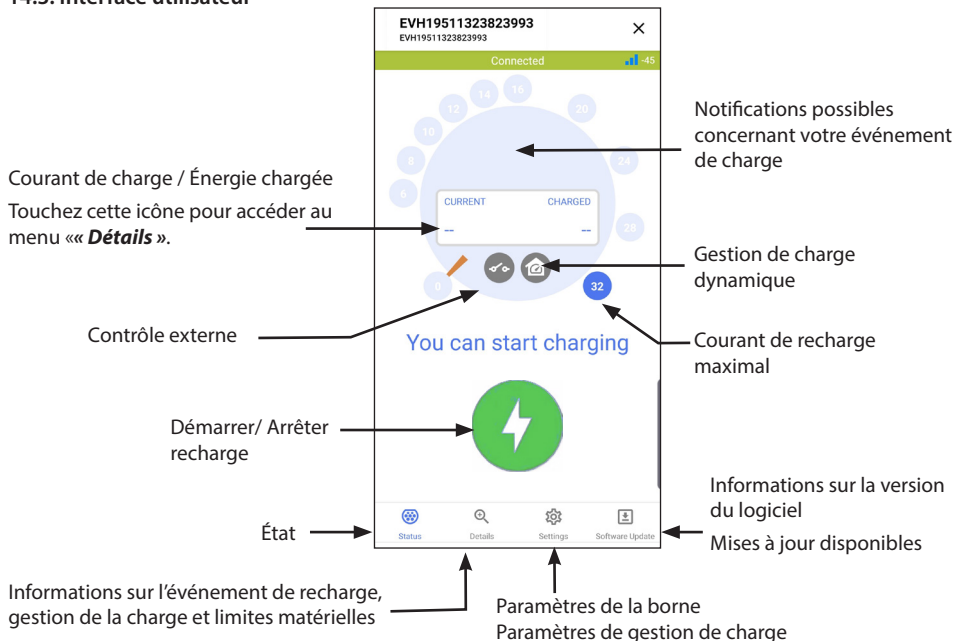 14.3. Interface utilisateur
EVH19511323823993
EVH19511323823993
Connected
-45
16
14
12
20
10
8
24
6
28
0
32
CURRENT
CHARGED
--
--
Notifications possibles
concernant votre événement
de charge
Courant de charge / Énergie chargée
Touchez cette icône pour accéder au
menu «« Détails ».
Gestion de charge
dynamique
Contrôle externe
You can start charging
Courant de recharge
maximal
Démarrer/ Arrêter
recharge
Informations sur la version
du logiciel
Mises à jour disponibles
État
Status
Details
Settings
Software Update
Informations sur l’événement de recharge,
gestion de la charge et limites matérielles
Paramètres de la borne
Paramètres de gestion de charge